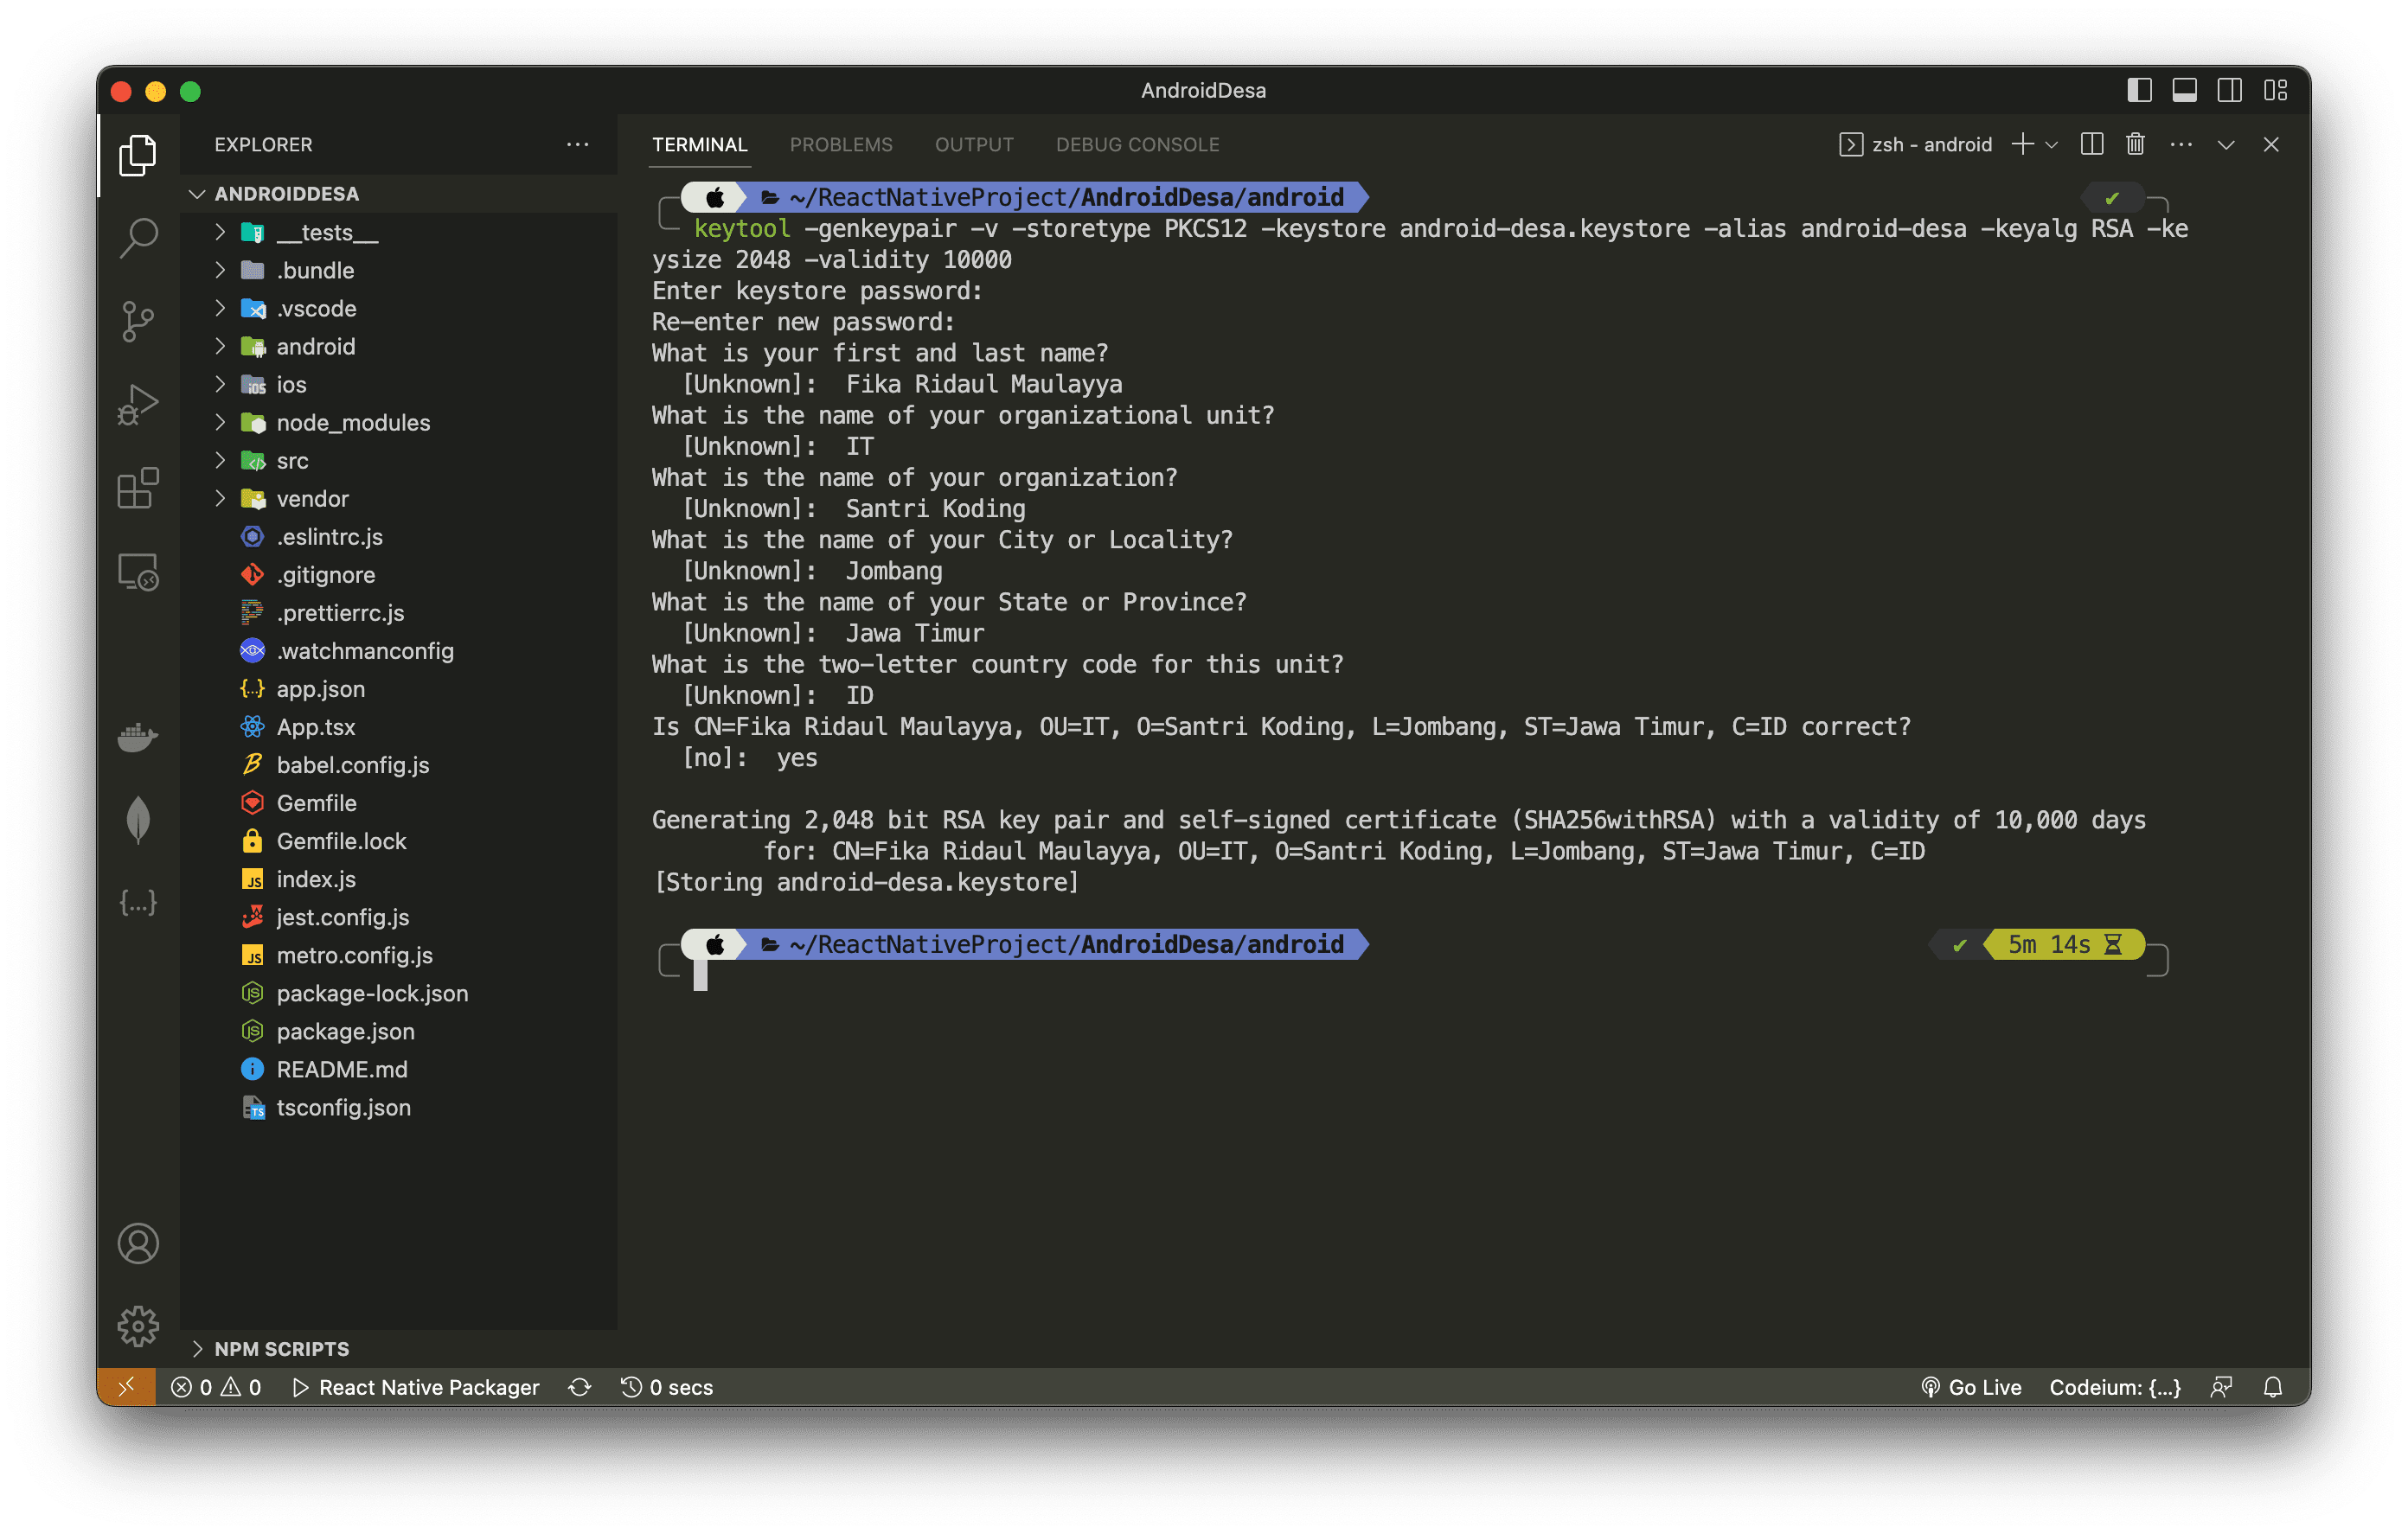 AndroidDesa
EXPLORER
ANDROIDDESA
__tests__
.bundle
.vscode
android
ios
node_modules
src
vendor
.eslintrc.js
.gitignore
.prettierrc.js
.watchmanconfig
app.json
App.tsx
babel.config.js
Gemfile
Gemfile.lock
index.js
jest.config.js
metro.config.js
package-lock.json
package.json
README.md
tsconfig.json
NPM SCRIPTS
TERMINAL PROBLEMS OUTPUT DEBUG CONSOLE
zsh - android
~/ReactNativeProject/AndroidDesa/android
keytool -genkeypair -v -storetype PKCS12 -keystore android-desa.keystore -alias android-desa -keyalg RSA -ke
ysize 2048 -validity 10000
Enter keystore password:
Re-enter new password:
What is your first and last name?
[Unknown]:  Fika Ridaul Maulayya
What is the name of your organizational unit?
[Unknown]:  IT
What is the name of your organization?
[Unknown]:  Santri Koding
What is the name of your City or Locality?
[Unknown]:  Jombang
What is the name of your State or Province?
[Unknown]:  Jawa Timur
What is the two-letter country code for this unit?
[Unknown]:  ID
Is CN=Fika Ridaul Maulayya, OU=IT, O=Santri Koding, L=Jombang, ST=Jawa Timur, C=ID correct?
[no]:  yes
Generating 2,048 bit RSA key pair and self-signed certificate (SHA256withRSA) with a validity of 10,000 days
for: CN=Fika Ridaul Maulayya, OU=IT, O=Santri Koding, L=Jombang, ST=Jawa Timur, C=ID
[Storing android-desa.keystore]
~/ReactNativeProject/AndroidDesa/android
5m 14s
0 0 React Native Packager 0 secs
Go Live Codeium: {...}